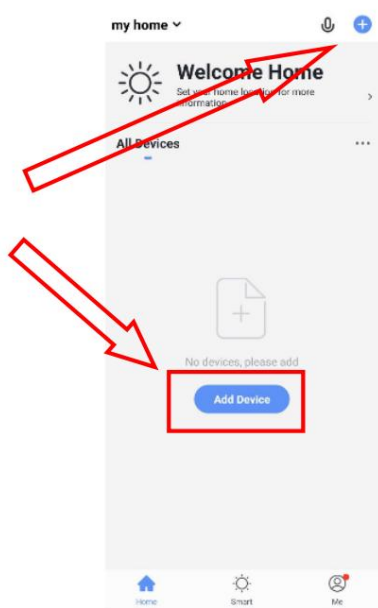 my home
Welcome Home
Set your home location for more
information
All Devices
No devices, please add
Add Device
Home
Smart
Me